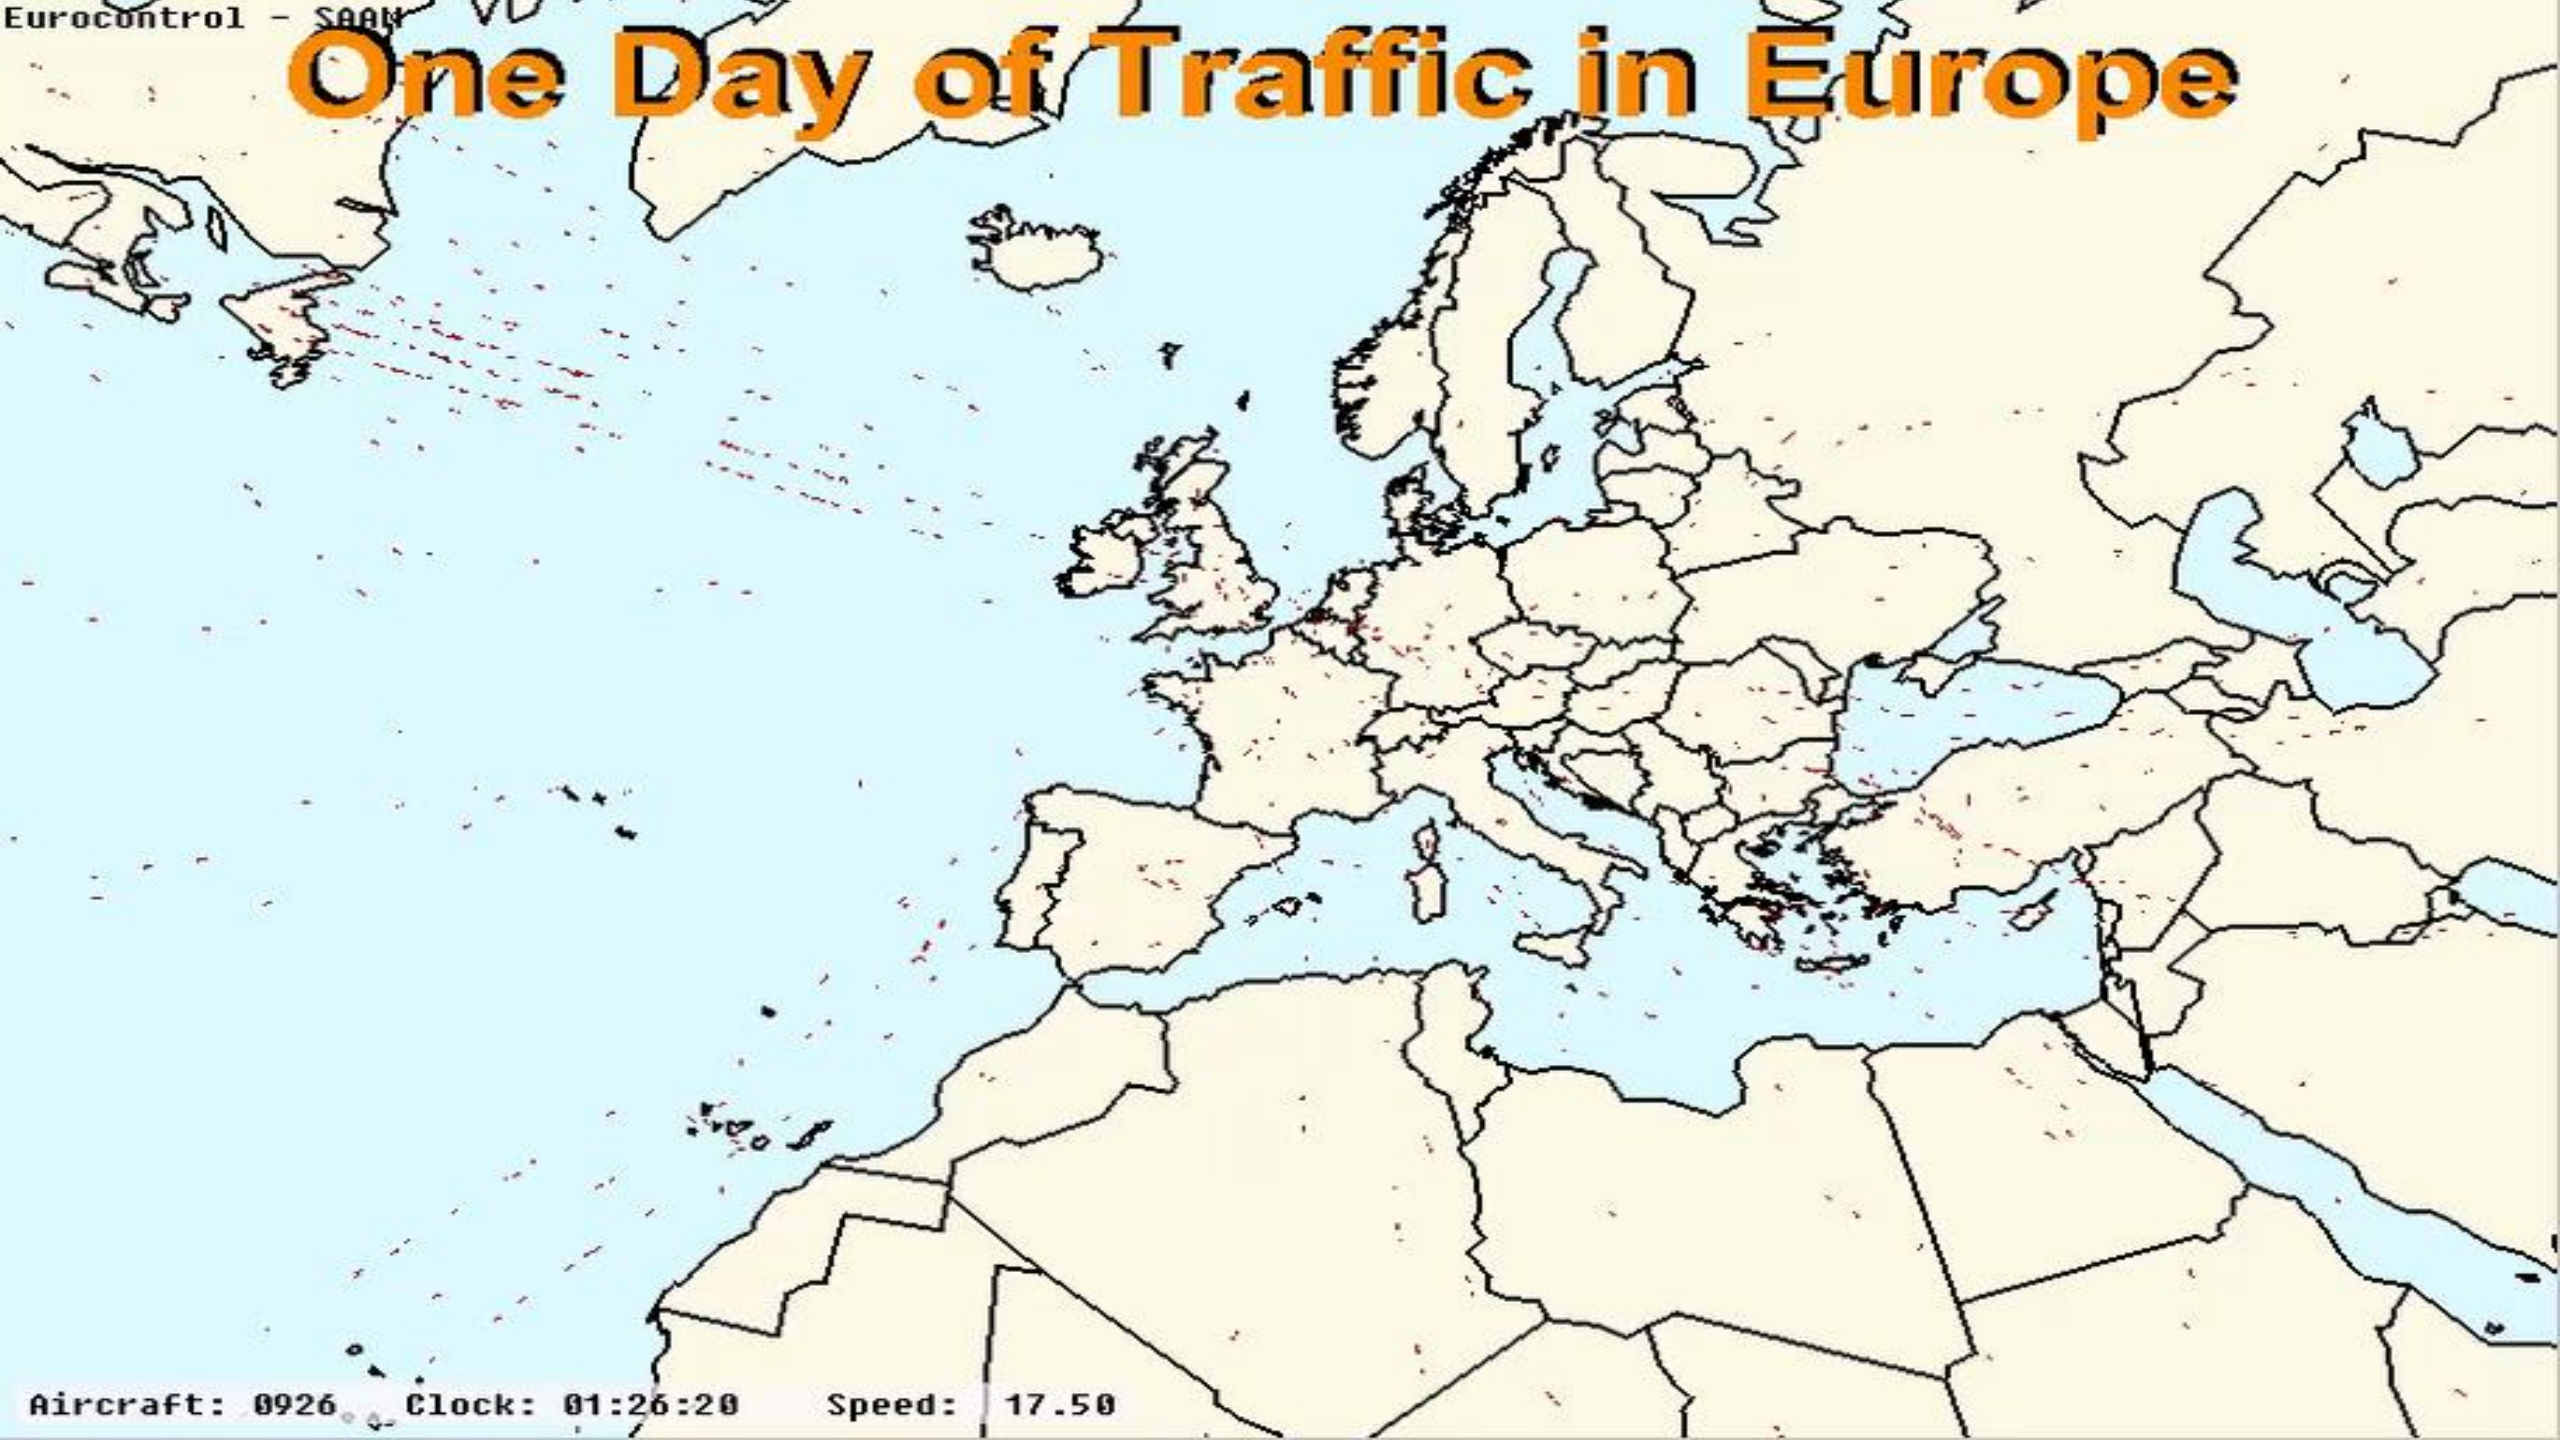 Eurocontrol - SAAM
One Day of Traffic in Europe
Aircraft: 0926 Clock: 01:26:20 Speed: 17.50